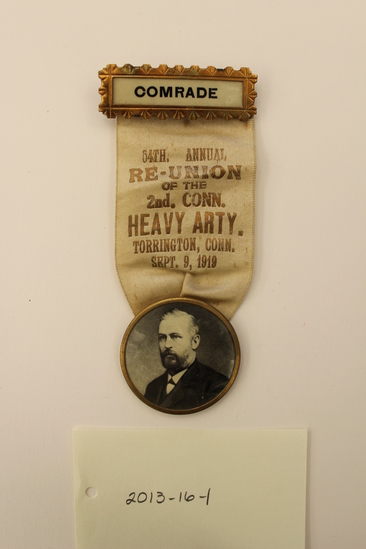 COMRADE
54TH. ANNUAL
RE-UNION
OF THE
2nd. CONN.
HEAVY ARTY.
TORRINGTON, CONN.
SEPT. 9, 1919
2013-16-1